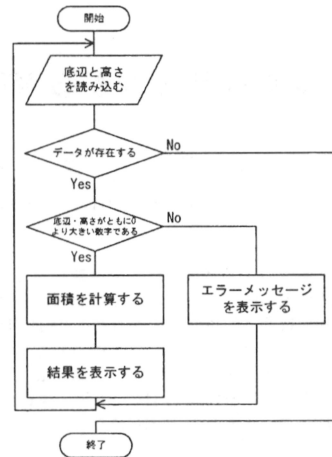 開始
底辺と高さ
を読み込む
データが存在する
No
Yes
底辺・高さがともに0
より大きい数字である
No
Yes
面積を計算する
エラーメッセージ
を表示する
結果を表示する
終了